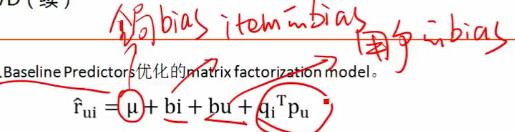 (续)
全局bias item的bias
用户的bias
Baseline Predictors优化的matrix factorization model。
r̂ui = μ + bi + bu + qiᵀpu